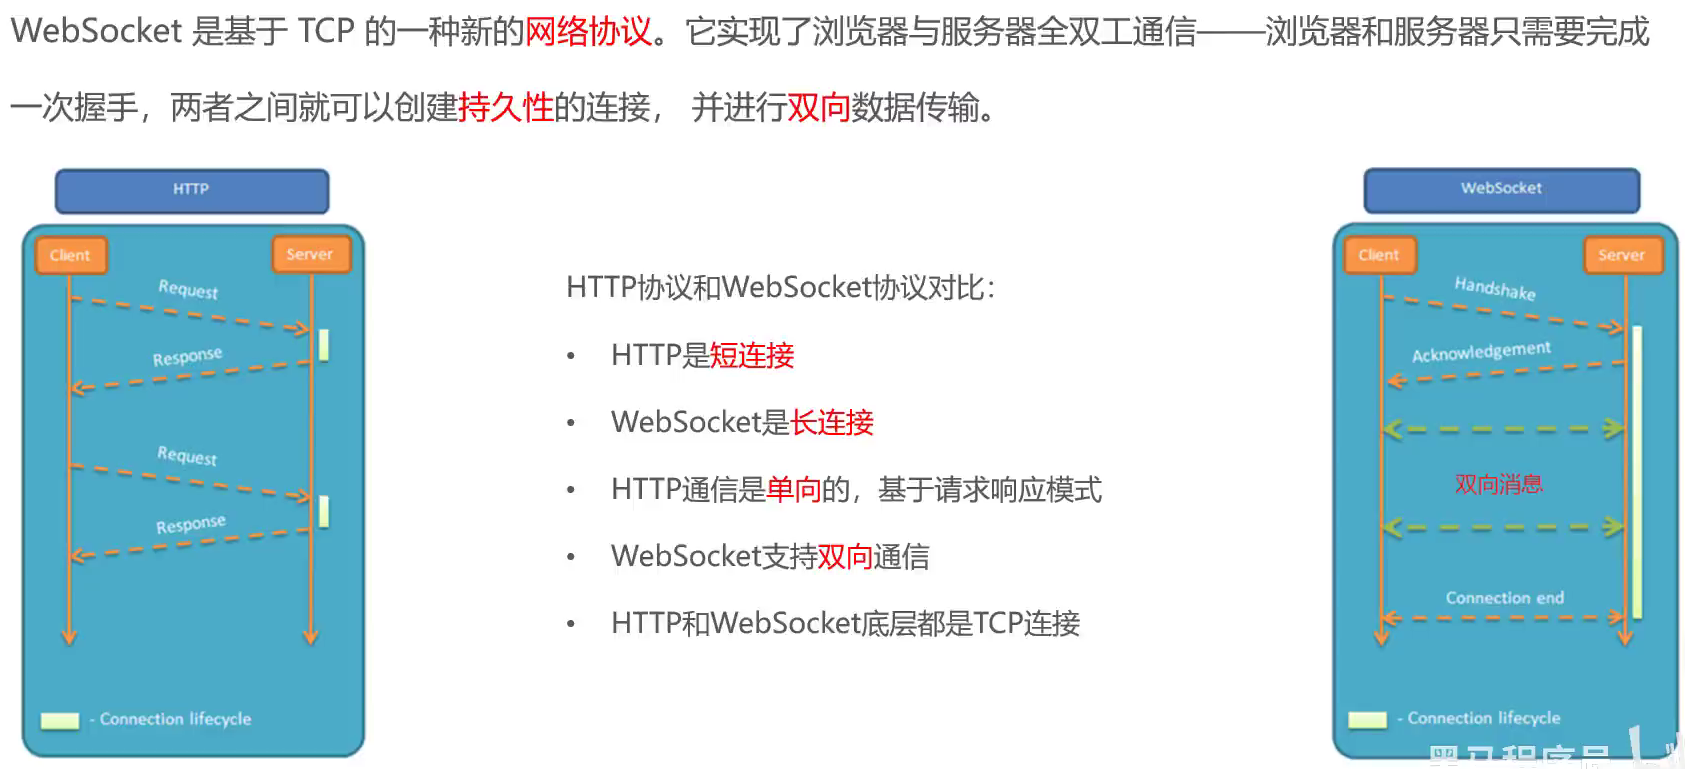 WebSocket 是基于 TCP 的一种新的网络协议。它实现了浏览器与服务器全双工通信——浏览器和服务器只需要完成
一次握手，两者之间就可以创建持久性的连接， 并进行双向数据传输。
HTTP
Client
Server
Request
Response
Request
Response
- Connection lifecycle
HTTP协议和WebSocket协议对比：
• HTTP是短连接
• WebSocket是长连接
• HTTP通信是单向的，基于请求响应模式
• WebSocket支持双向通信
• HTTP和WebSocket底层都是TCP连接
WebSocket
Client
Server
Handshake
Acknowledgement
双向消息
Connection end
- Connection lifecycle
黑马程序员